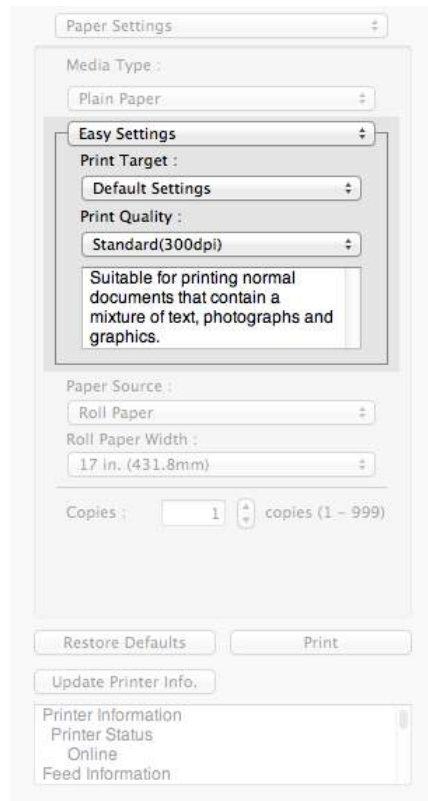 Paper Settings
Media Type :
Plain Paper
Easy Settings
Print Target :
Default Settings
Print Quality :
Standard(300dpi)
Suitable for printing normal
documents that contain a
mixture of text, photographs and
graphics.
Paper Source :
Roll Paper
Roll Paper Width :
17 in. (431.8mm)
Copies : 1 copies (1 – 999)
Restore Defaults Print
Update Printer Info.
Printer Information
Printer Status
Online
Feed Information